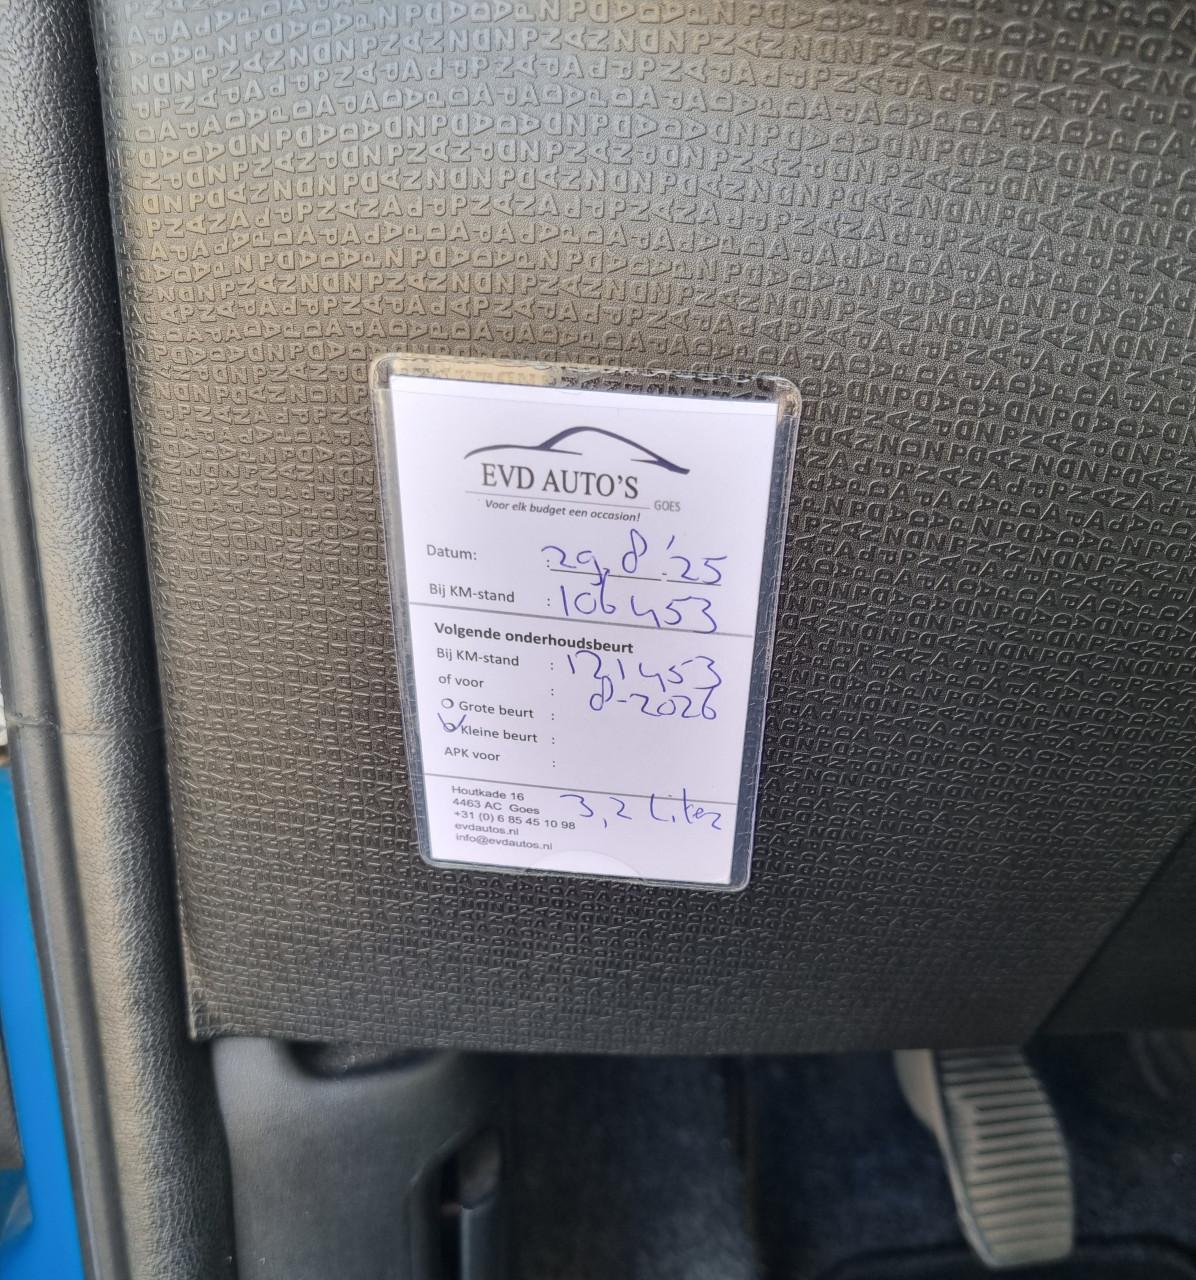 EVD AUTO'S
GOES
Voor elk budget een occasion!
Datum: : 29.8.'25
Bij KM-stand : 106453
Volgende onderhoudsbeurt
Bij KM-stand : 121453
of voor : 8-2026
Grote beurt :
Kleine beurt :
APK voor :
Houtkade 16
4463 AC Goes
+31 (0) 6 85 45 10 98
evdautos.nl
info@evdautos.nl
3,2 Liter